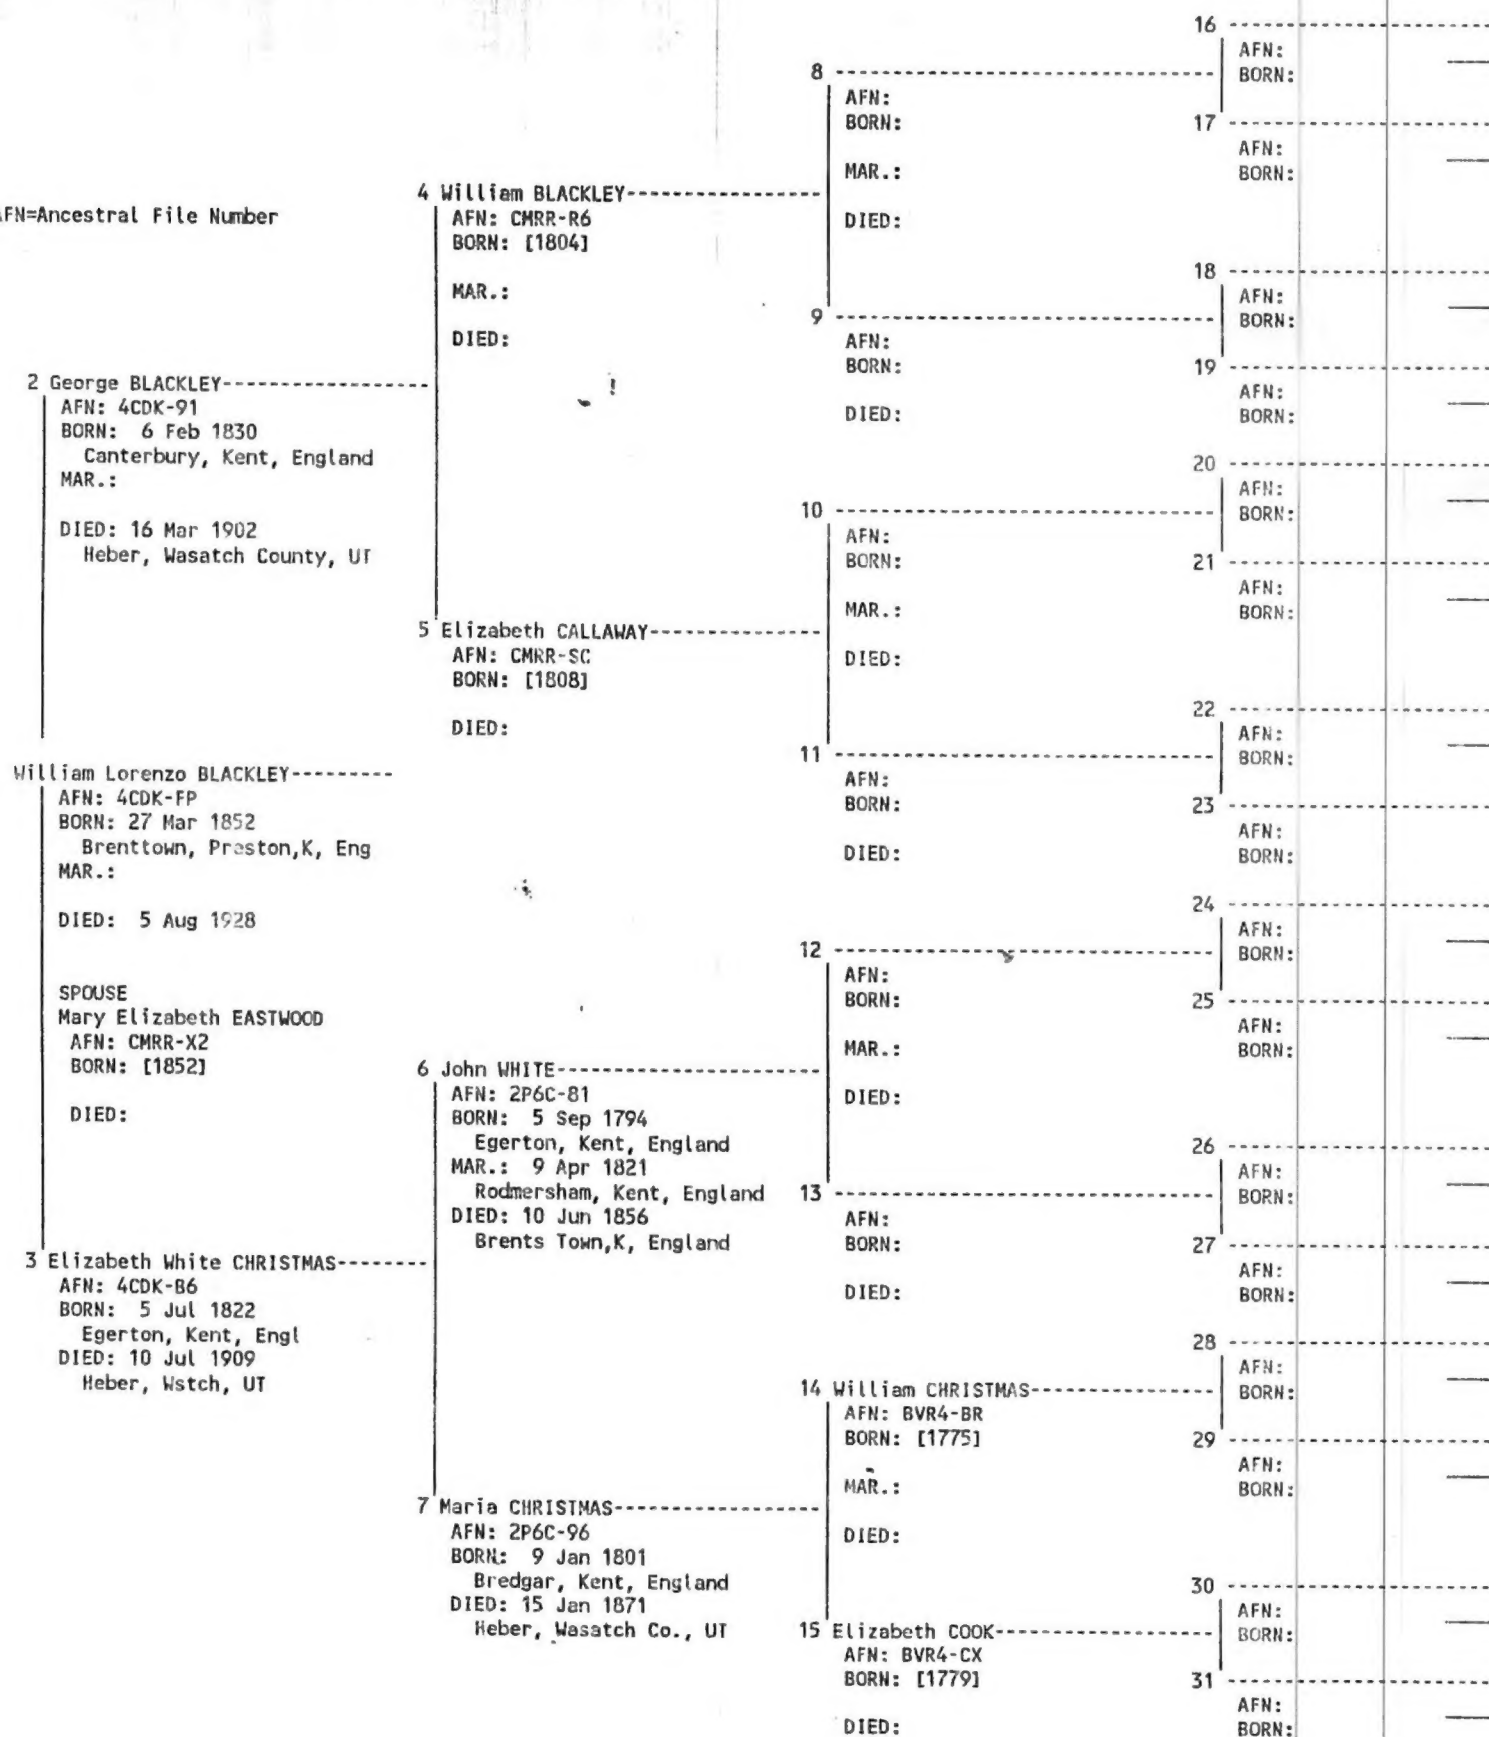 AFN=Ancestral File Number
2 George BLACKLEY
AFN: 4CDK-91
BORN: 6 Feb 1830
Canterbury, Kent, England
MAR.:
DIED: 16 Mar 1902
Heber, Wasatch County, UT
William Lorenzo BLACKLEY
AFN: 4CDK-FP
BORN: 27 Mar 1852
Brenttown, Preston,K, Eng
MAR.:
DIED: 5 Aug 1928
SPOUSE
Mary Elizabeth EASTWOOD
AFN: CMRR-X2
BORN: [1852]
DIED:
3 Elizabeth White CHRISTMAS
AFN: 4CDK-B6
BORN: 5 Jul 1822
Egerton, Kent, Engl
DIED: 10 Jul 1909
Heber, Wstch, UT
4 William BLACKLEY
AFN: CMRR-R6
BORN: [1804]
MAR.:
DIED:
5 Elizabeth CALLAWAY
AFN: CMRR-SC
BORN: [1808]
DIED:
6 John WHITE
AFN: 2P6C-81
BORN: 5 Sep 1794
Egerton, Kent, England
MAR.: 9 Apr 1821
Rodmersham, Kent, England
DIED: 10 Jun 1856
Brents Town,K, England
7 Maria CHRISTMAS
AFN: 2P6C-96
BORN: 9 Jan 1801
Bredgar, Kent, England
DIED: 15 Jan 1871
Heber, Wasatch Co., UT
8
AFN:
BORN:
MAR.:
DIED:
9
AFN:
BORN:
DIED:
10
AFN:
BORN:
MAR.:
DIED:
11
AFN:
BORN:
DIED:
12
AFN:
BORN:
MAR.:
DIED:
13
AFN:
BORN:
DIED:
14 William CHRISTMAS
AFN: BVR4-BR
BORN: [1775]
MAR.:
DIED:
15 Elizabeth COOK
AFN: BVR4-CX
BORN: [1779]
DIED:
16
AFN:
BORN:
17
AFN:
BORN:
18
AFN:
BORN:
19
AFN:
BORN:
20
AFN:
BORN:
21
AFN:
BORN:
22
AFN:
BORN:
23
AFN:
BORN:
24
AFN:
BORN:
25
AFN:
BORN:
26
AFN:
BORN:
27
AFN:
BORN:
28
AFN:
BORN:
29
AFN:
BORN:
30
AFN:
BORN:
31
AFN:
BORN: